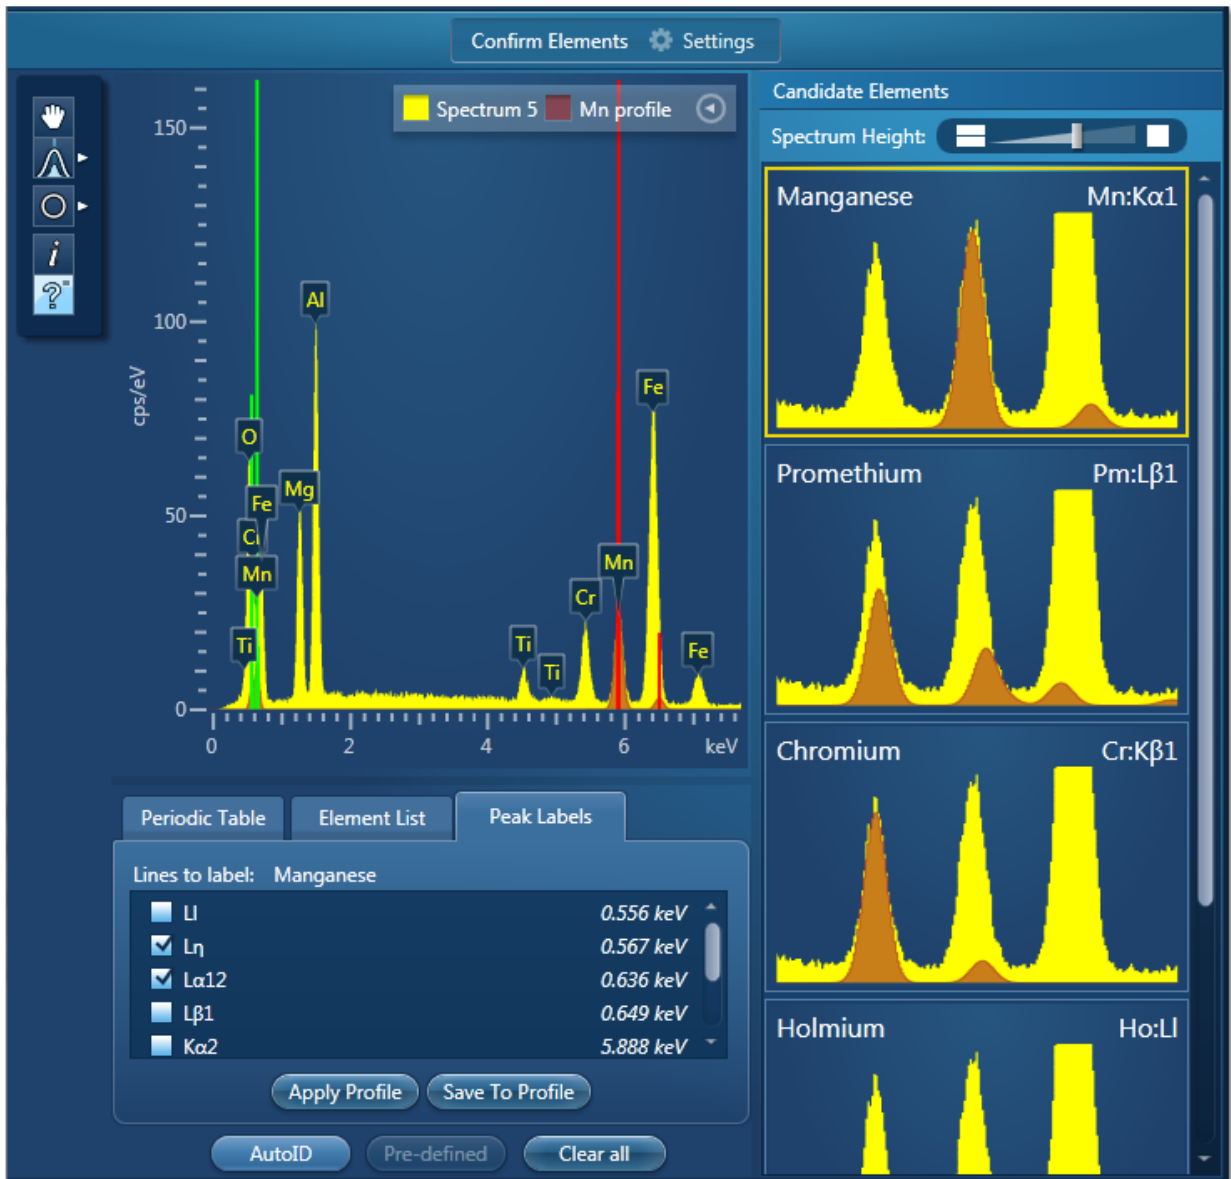 Confirm Elements Settings
Spectrum 5 Mn profile
150
100
50
0
cps/eV
0 2 4 6 keV
O
Fe
Mn
Ti
Mg
Al
Ti
Ti
Cr
Mn
Fe
Fe
Candidate Elements
Spectrum Height:
Manganese Mn:Kα1
Promethium Pm:Lβ1
Chromium Cr:Kβ1
Holmium Ho:Ll
Periodic Table Element List Peak Labels
Lines to label: Manganese
Ll 0.556 keV
Lη 0.567 keV
Lα12 0.636 keV
Lβ1 0.649 keV
Kα2 5.888 keV
Apply Profile Save To Profile
AutoID Pre-defined Clear all